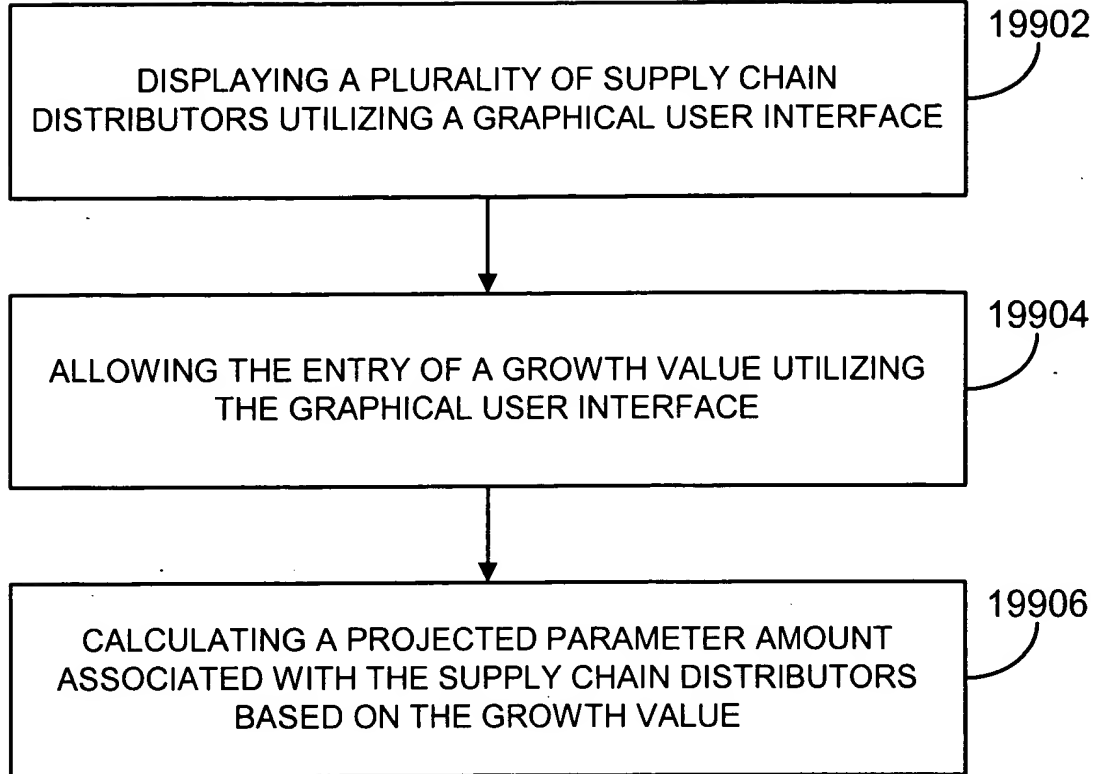 19902
DISPLAYING A PLURALITY OF SUPPLY CHAIN
DISTRIBUTORS UTILIZING A GRAPHICAL USER INTERFACE
19904
ALLOWING THE ENTRY OF A GROWTH VALUE UTILIZING
THE GRAPHICAL USER INTERFACE
19906
CALCULATING A PROJECTED PARAMETER AMOUNT
ASSOCIATED WITH THE SUPPLY CHAIN DISTRIBUTORS
BASED ON THE GROWTH VALUE